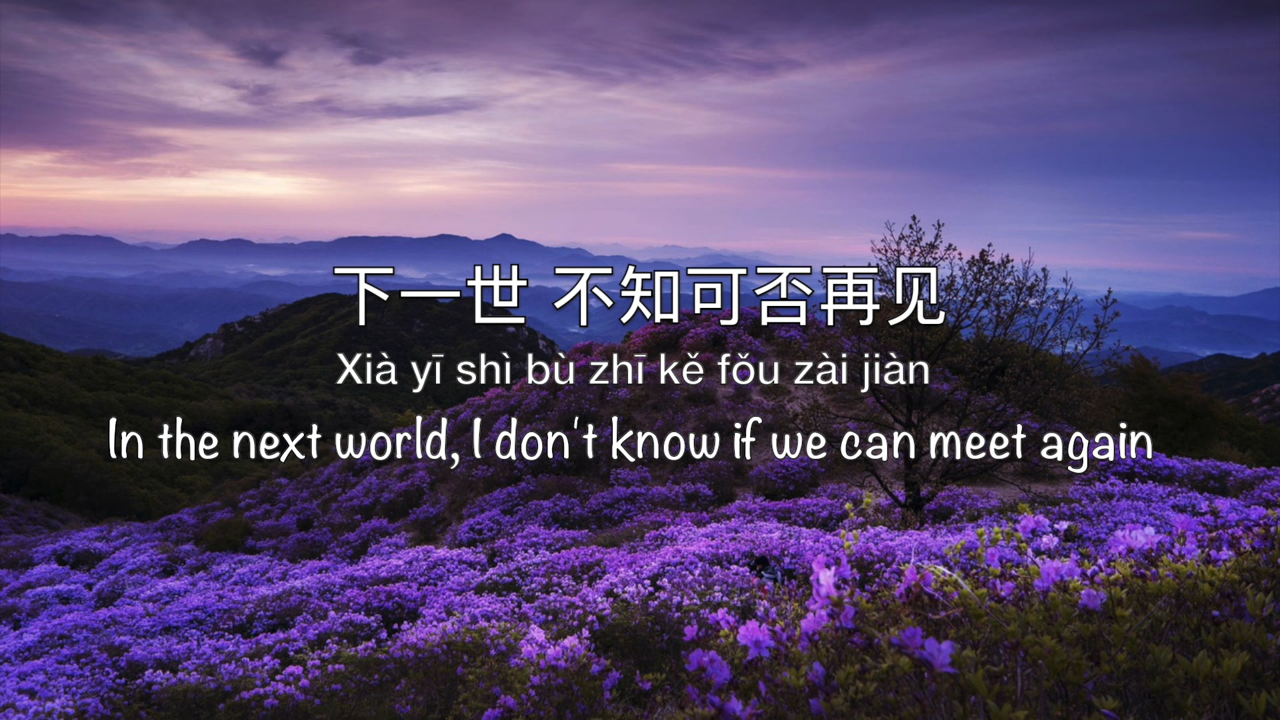 下一世 不知可否再见
Xià yī shì bù zhī kě fǒu zài jiàn
In the next world, I don't know if we can meet again